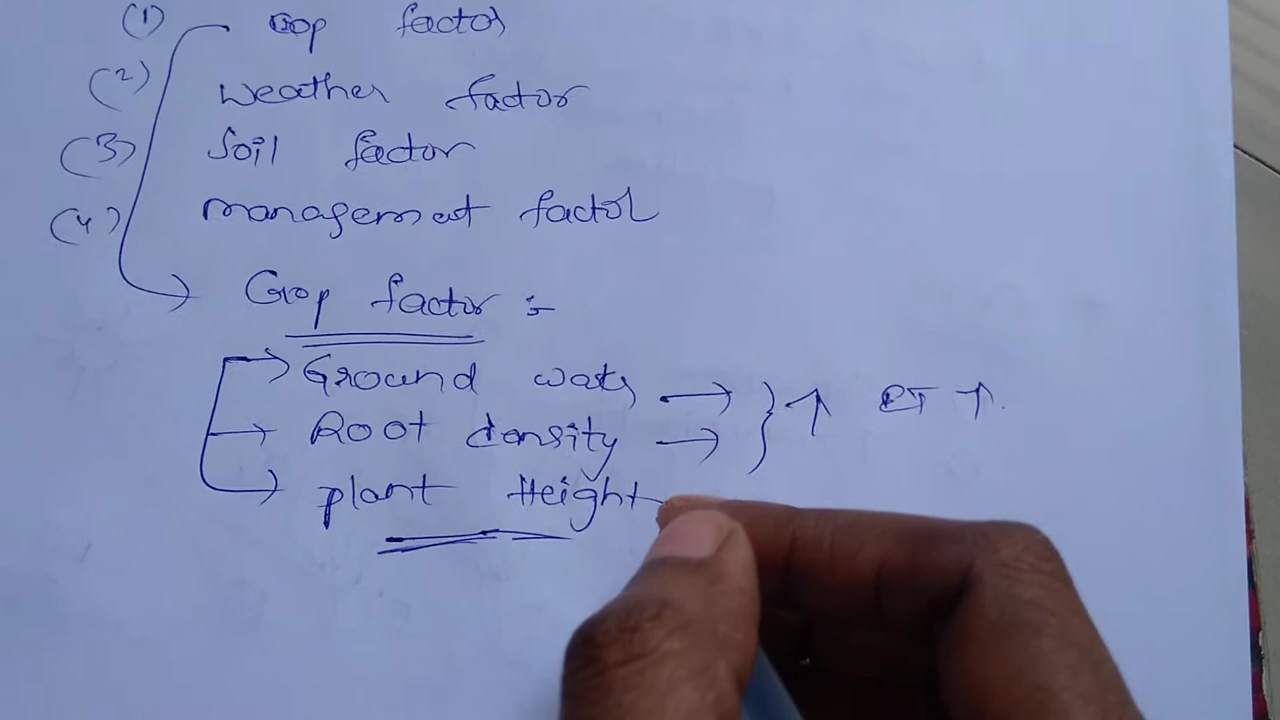 (1) Crop factor
(2) Weather factor
(3) Soil factor
(4) management factor
Crop factor :-
Ground water → } ↑ ET ↑
Root density →
plant Height